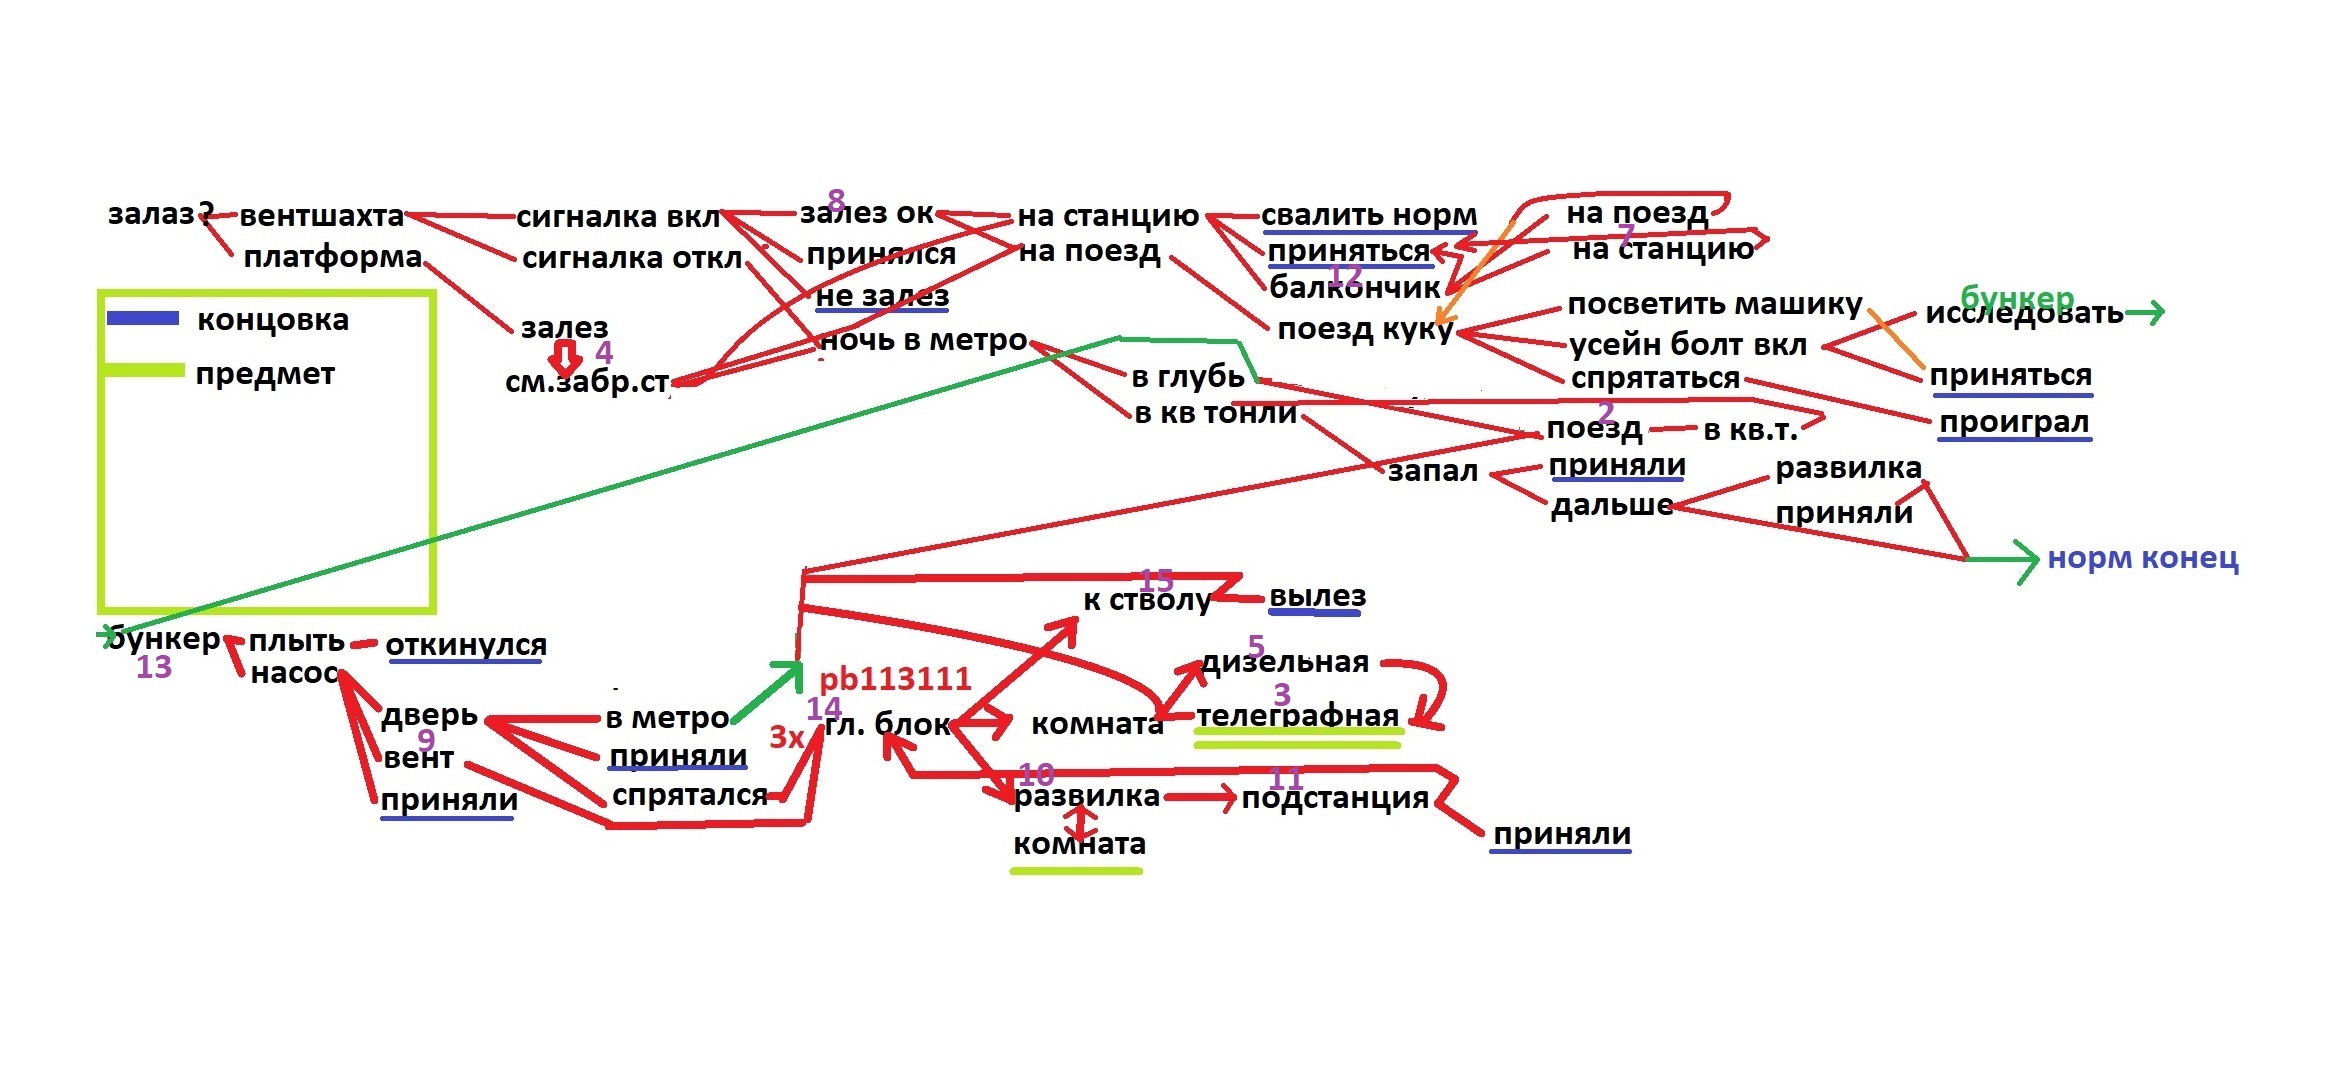 залаз?
вентшахта
платформа
сигналка вкл
сигналка откл
залез
4
см.забр.ст
8
залез ок
принялся
не залез
ночь в метро
на станцию
на поезд
свалить норм
приняться
12
балкончик
поезд куку
на поезд
7
на станцию
посветить машику
усейн болт вкл
спрятаться
бункер
исследовать
приняться
проиграл
в глубь
в кв тонли
2
поезд
в кв.т.
запал
приняли
дальше
развилка
приняли
норм конец
концовка
предмет
бункер
13
плыть
насос
откинулся
дверь
9
вент
приняли
в метро
приняли
спрятался
pb113111
14
3x
гл. блок
15
к стволу
вылез
комната
5
дизельная
3
телеграфная
10
развилка
комната
11
подстанция
приняли